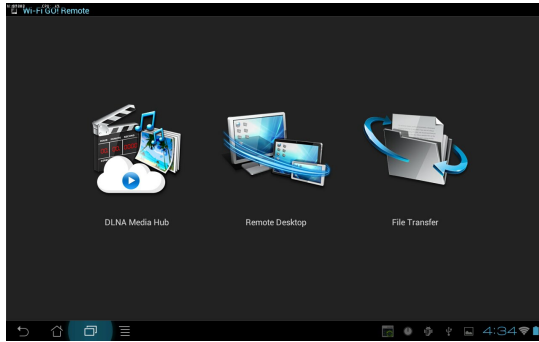 Wi-Fi GO! Remote
DLNA Media Hub
Remote Desktop
File Transfer
4:34